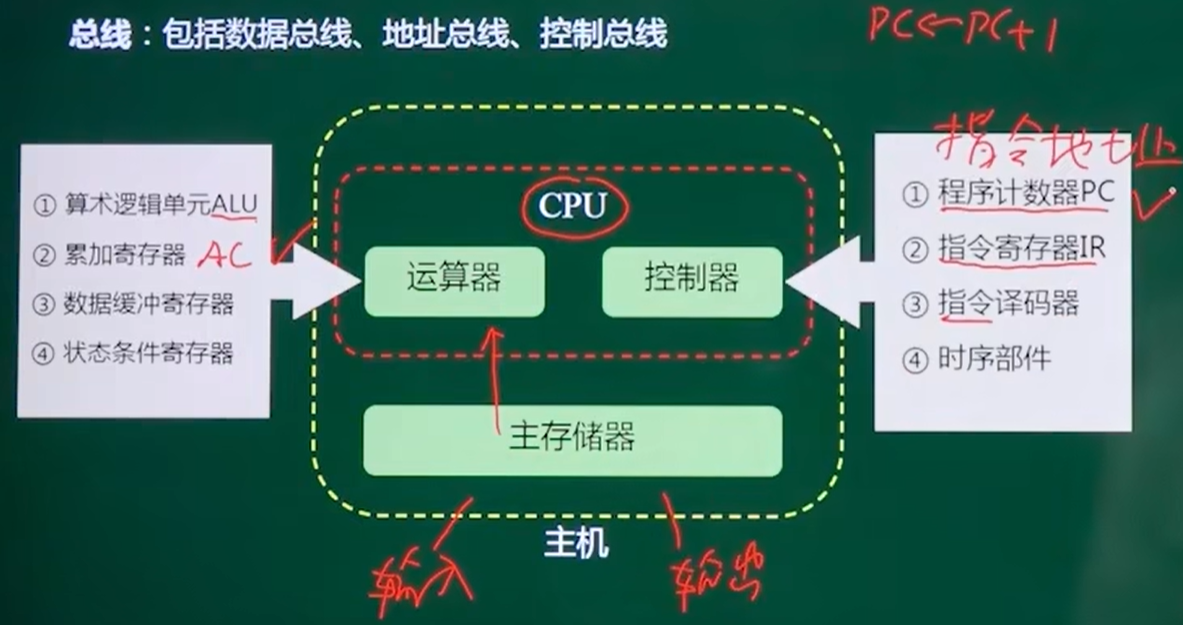 总线：包括数据总线、地址总线、控制总线
PC←PC+1
① 算术逻辑单元ALU
② 累加寄存器 AC
③ 数据缓冲寄存器
④ 状态条件寄存器
CPU
运算器
控制器
主存储器
主机
输入
输出
指令地址
① 程序计数器PC
② 指令寄存器IR
③ 指令译码器
④ 时序部件